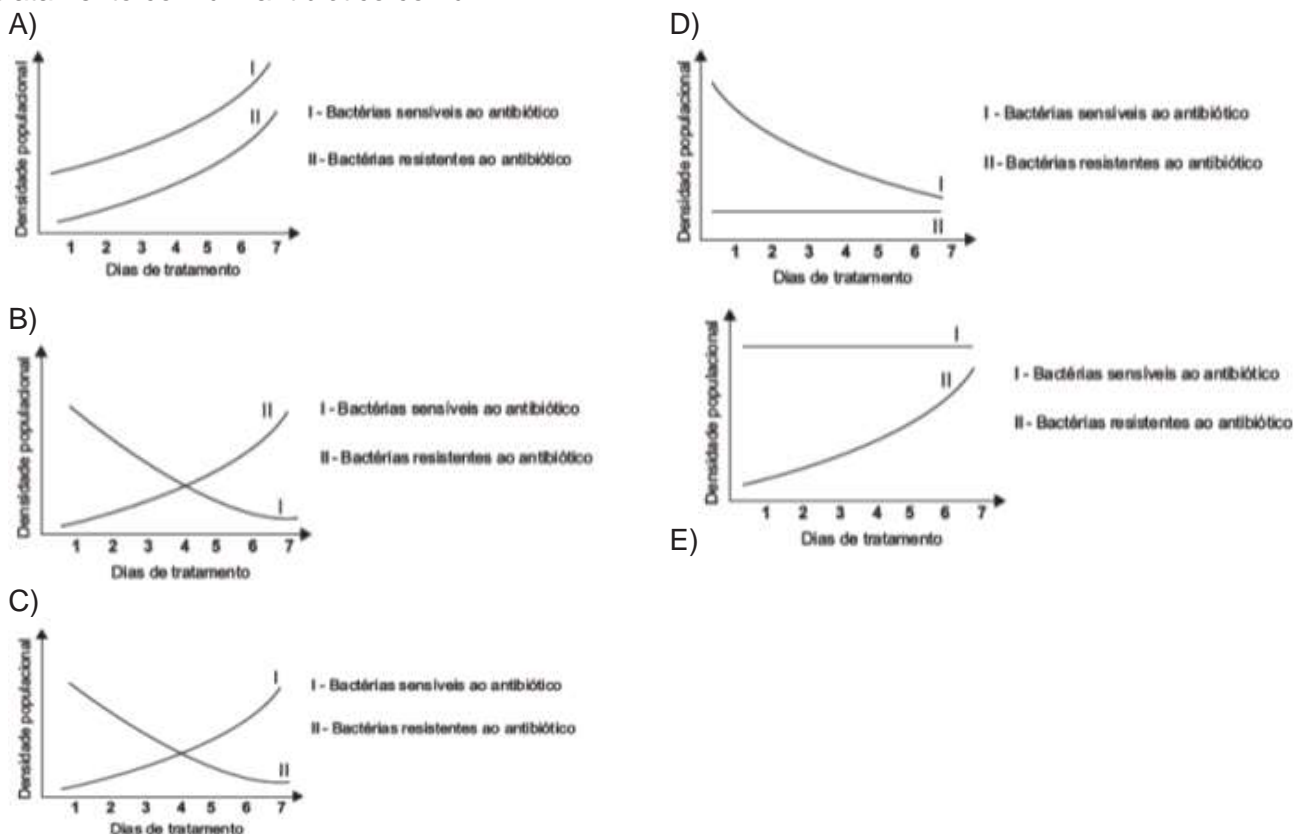 A)
Densidade populacional
I
II
I - Bactérias sensíveis ao antibiótico
II - Bactérias resistentes ao antibiótico
1 2 3 4 5 6 7
Dias de tratamento
B)
Densidade populacional
II
I
I - Bactérias sensíveis ao antibiótico
II - Bactérias resistentes ao antibiótico
1 2 3 4 5 6 7
Dias de tratamento
C)
Densidade populacional
I
II
I - Bactérias sensíveis ao antibiótico
II - Bactérias resistentes ao antibiótico
1 2 3 4 5 6 7
Dias de tratamento
D)
Densidade populacional
I
II
I - Bactérias sensíveis ao antibiótico
II - Bactérias resistentes ao antibiótico
1 2 3 4 5 6 7
Dias de tratamento
Densidade populacional
I
II
I - Bactérias sensíveis ao antibiótico
II - Bactérias resistentes ao antibiótico
1 2 3 4 5 6 7
Dias de tratamento
E)